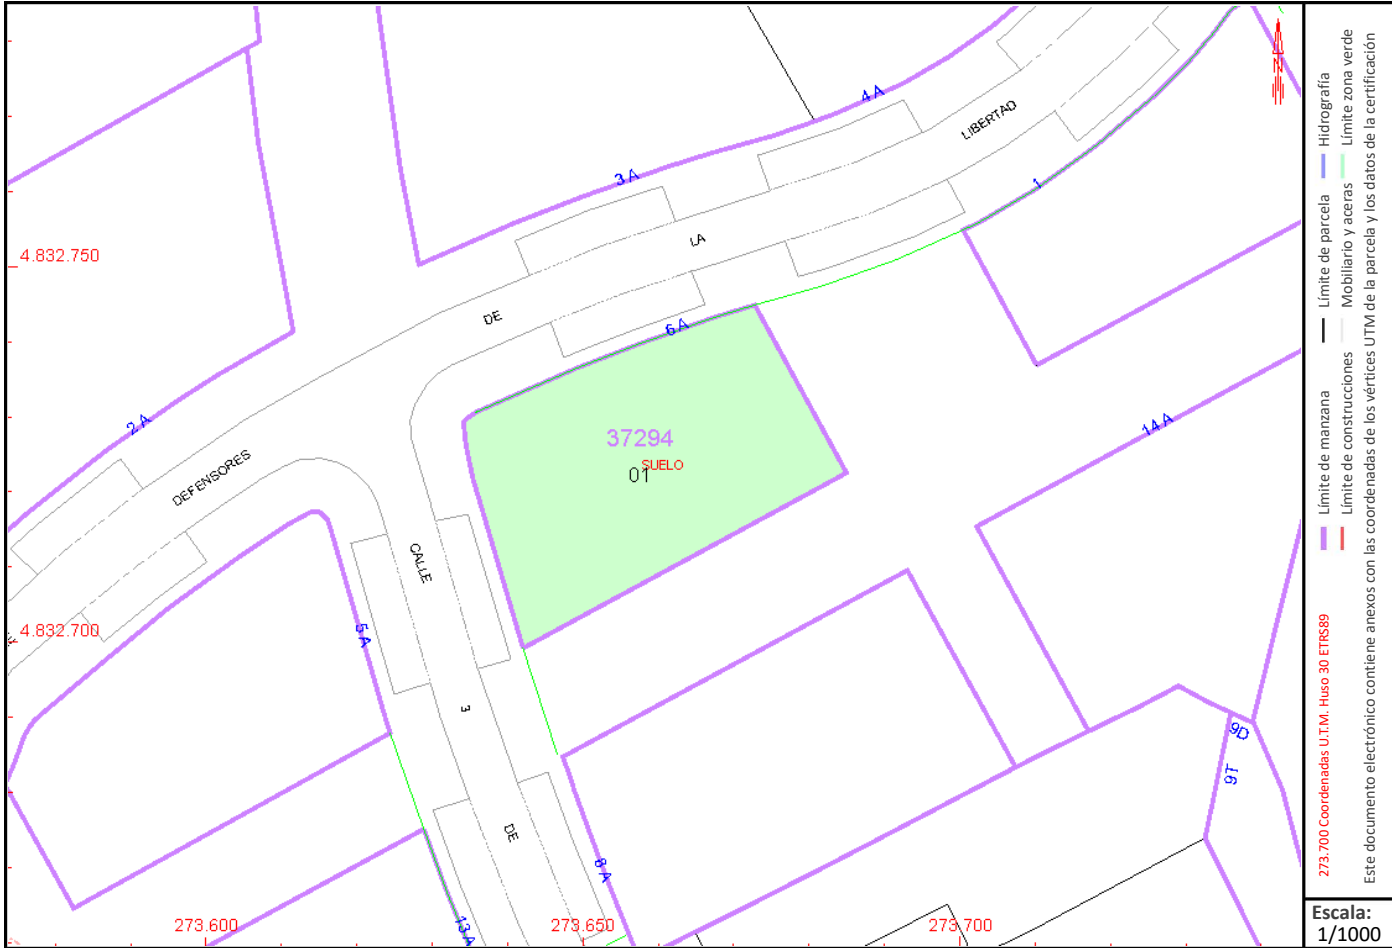 4 A
LIBERTAD
3 A
1
4.832.750
LA
DE
6 A
2 A
14 A
37294
SUELO
01
DEFENSORES
CALLE
5 A
4.832.700
3
9D
9T
DE
8 A
13 A
273.600
273.650
273.700
Límite de manzana
Límite de parcela
Hidrografía
Límite de construcciones
Mobiliario y aceras
Límite zona verde
273.700 Coordenadas U.T.M. Huso 30 ETRS89
Este documento electrónico contiene anexos con las coordenadas de los vértices UTM de la parcela y los datos de la certificación
Escala:
1/1000